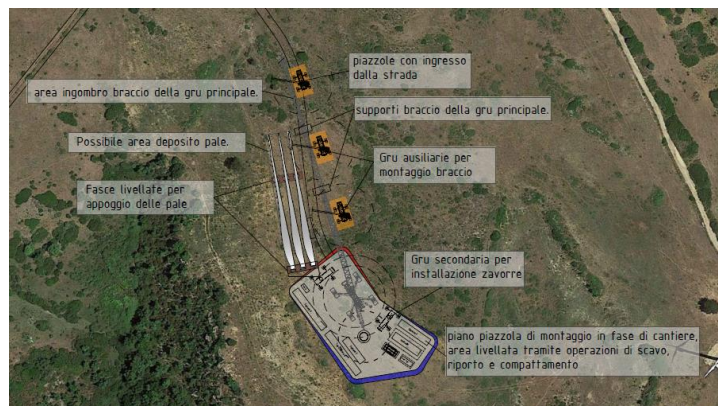 piazzole con ingresso
dalla strada
area ingombro braccio della gru principale.
supporti braccio della gru principale.
Possibile area deposito pale.
Gru ausiliarie per
montaggio braccio
Fasce livellate per
appoggio delle pale
Gru secondaria per
installazione zavorre
piano piazzola di montaggio in fase di cantiere,
area livellata tramite operazioni di scavo,
riporto e compattamento